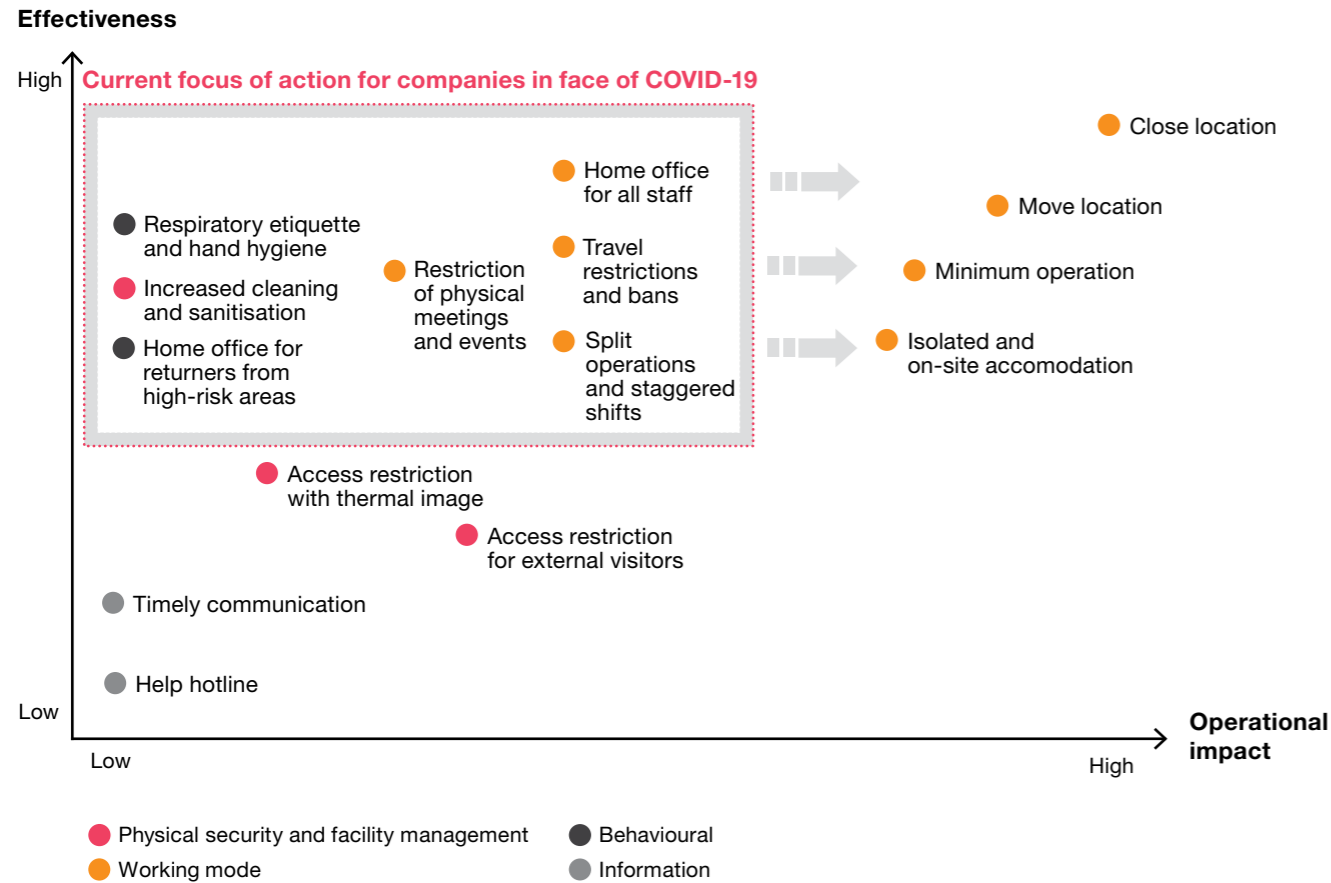 Effectiveness
High
Current focus of action for companies in face of COVID-19
Close location
Home office
for all staff
Move location
Respiratory etiquette
and hand hygiene
Travel
restrictions
and bans
Restriction
of physical
meetings
and events
Minimum operation
Increased cleaning
and sanitisation
Home office for
returners from
high-risk areas
Split
operations
and staggered
shifts
Isolated and
on-site accomodation
Access restriction
with thermal image
Access restriction
for external visitors
Timely communication
Help hotline
Low
Operational
impact
Low
High
Physical security and facility management
Behavioural
Working mode
Information